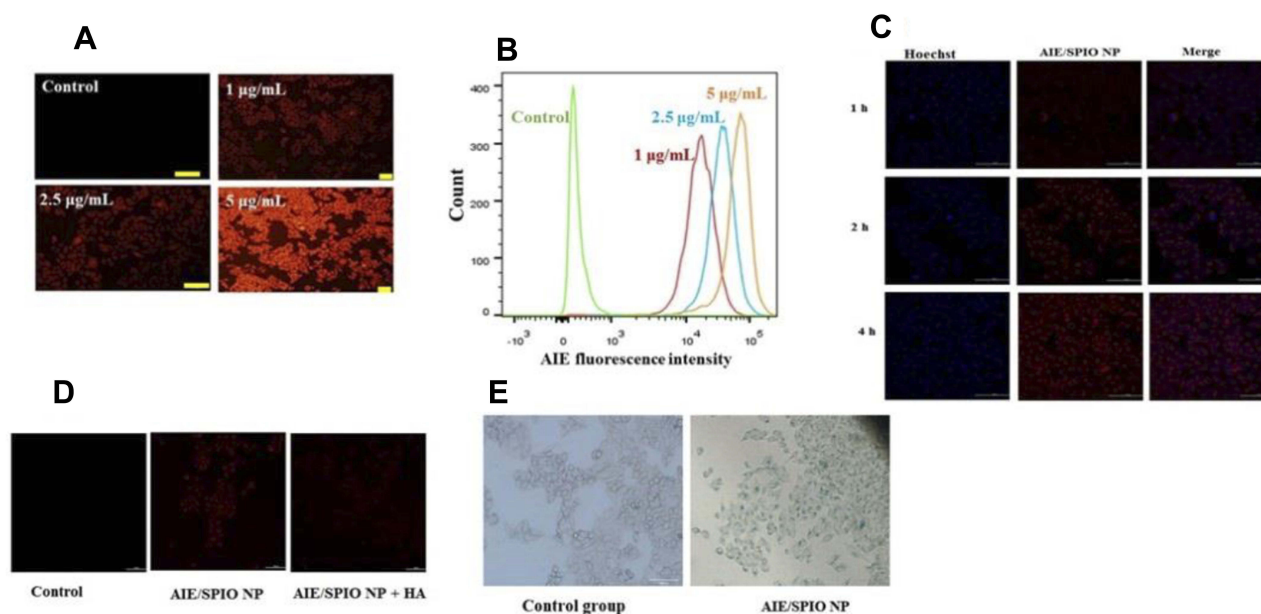 A
Control
1 µg/mL
2.5 µg/mL
5 µg/mL
B
400
300
200
100
0
Count
Control
1 µg/mL
2.5 µg/mL
5 µg/mL
-10³ 0 10³ 10⁴ 10⁵
AIE fluorescence intensity
C
Hoechst AIE/SPIO NP Merge
1 h
2 h
4 h
D
Control AIE/SPIO NP AIE/SPIO NP + HA
E
Control group AIE/SPIO NP